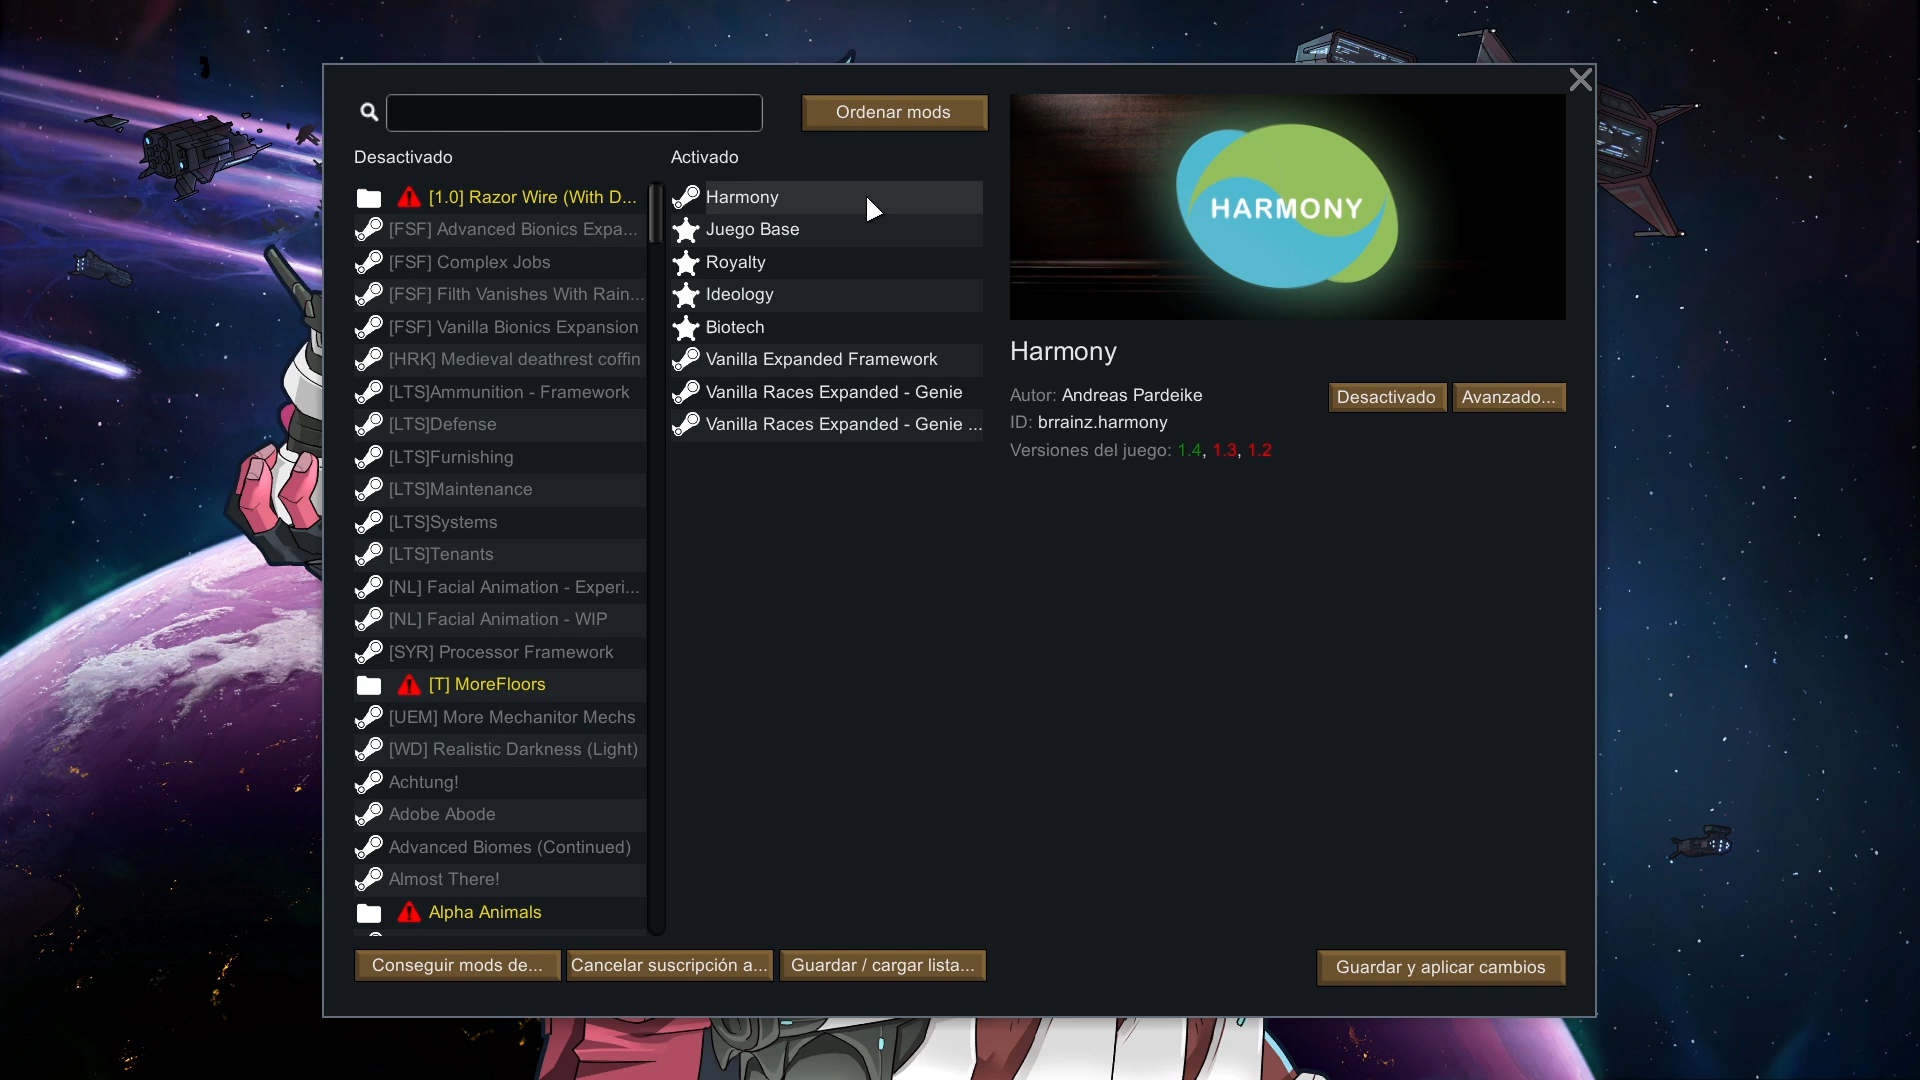 Ordenar mods
Desactivado
Activado
[1.0] Razor Wire (With D...
[FSF] Advanced Bionics Expa...
[FSF] Complex Jobs
[FSF] Filth Vanishes With Rain...
[FSF] Vanilla Bionics Expansion
[HRK] Medieval deathrest coffin
[LTS]Ammunition - Framework
[LTS]Defense
[LTS]Furnishing
[LTS]Maintenance
[LTS]Systems
[LTS]Tenants
[NL] Facial Animation - Experi...
[NL] Facial Animation - WIP
[SYR] Processor Framework
[T] MoreFloors
[UEM] More Mechanitor Mechs
[WD] Realistic Darkness (Light)
Achtung!
Adobe Abode
Advanced Biomes (Continued)
Almost There!
Alpha Animals
Harmony
Juego Base
Royalty
Ideology
Biotech
Vanilla Expanded Framework
Vanilla Races Expanded - Genie
Vanilla Races Expanded - Genie ...
HARMONY
Harmony
Autor: Andreas Pardeike
ID: brrainz.harmony
Versiones del juego: 1.4, 1.3, 1.2
Desactivado
Avanzado...
Conseguir mods de...
Cancelar suscripción a...
Guardar / cargar lista...
Guardar y aplicar cambios